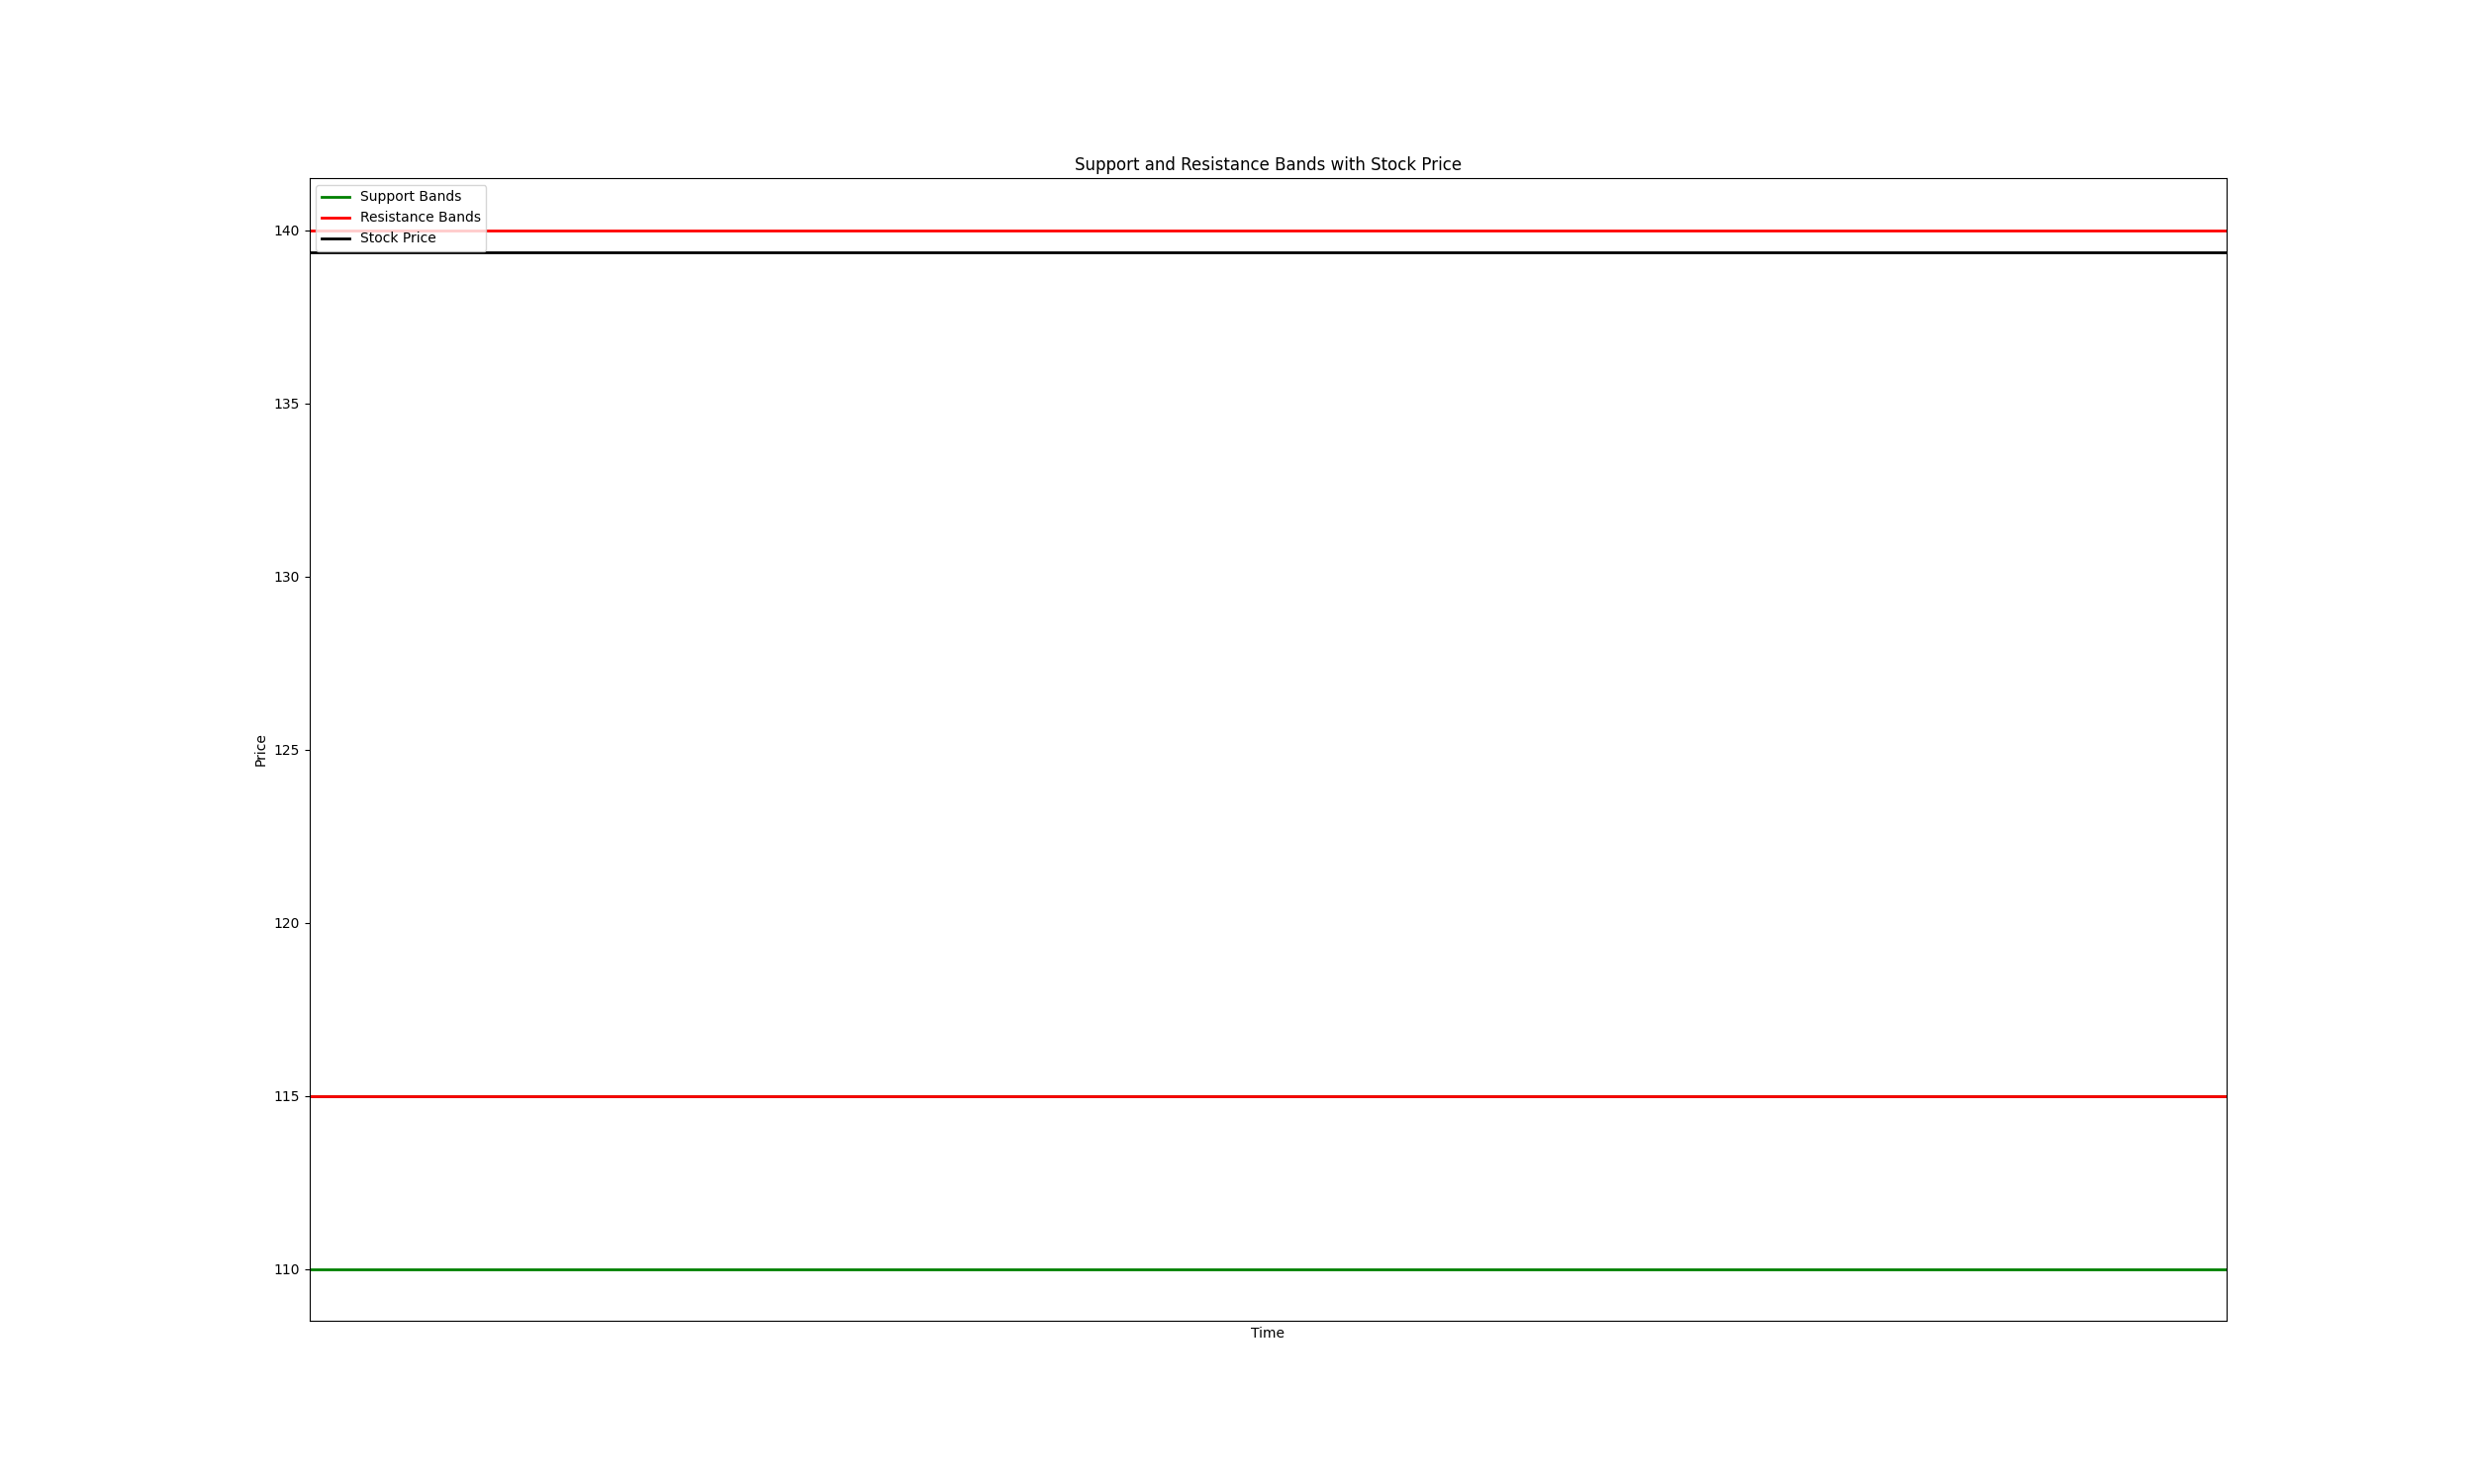 Support and Resistance Bands with Stock Price
Support Bands
Resistance Bands
Stock Price
140
135
130
125
120
115
110
Price
Time